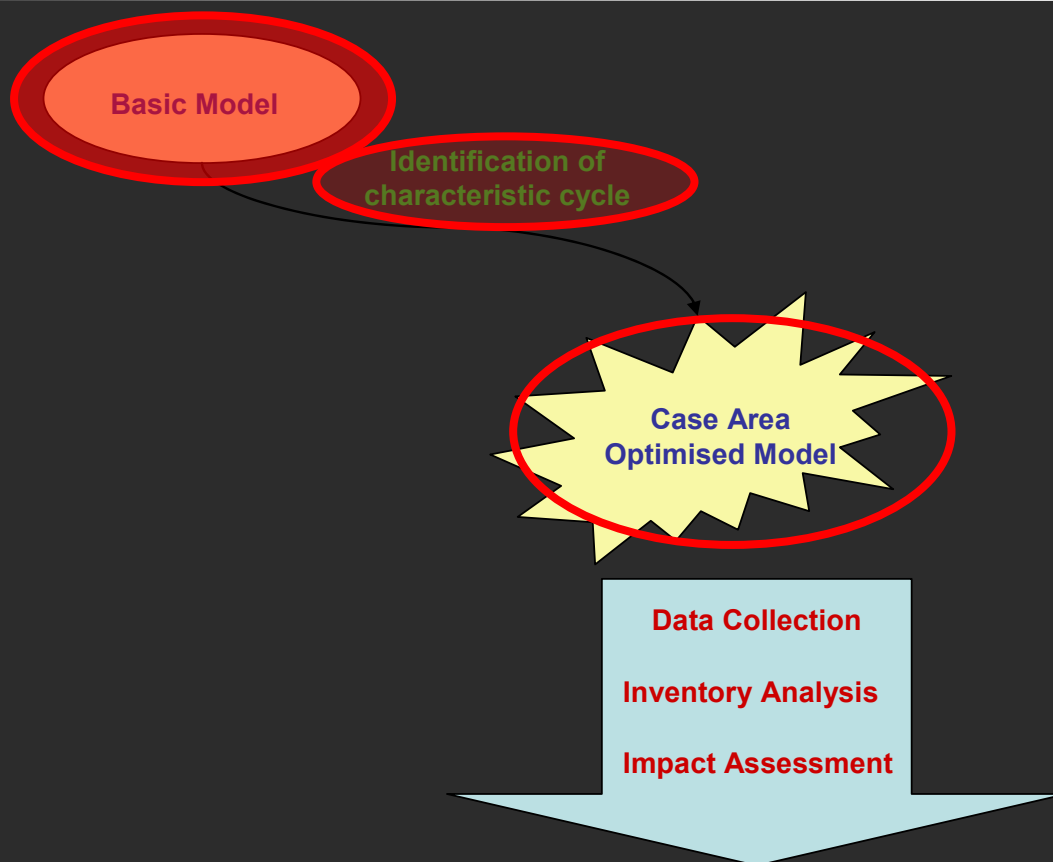 Basic Model
Identification of
characteristic cycle
Case Area
Optimised Model
Data Collection
Inventory Analysis
Impact Assessment